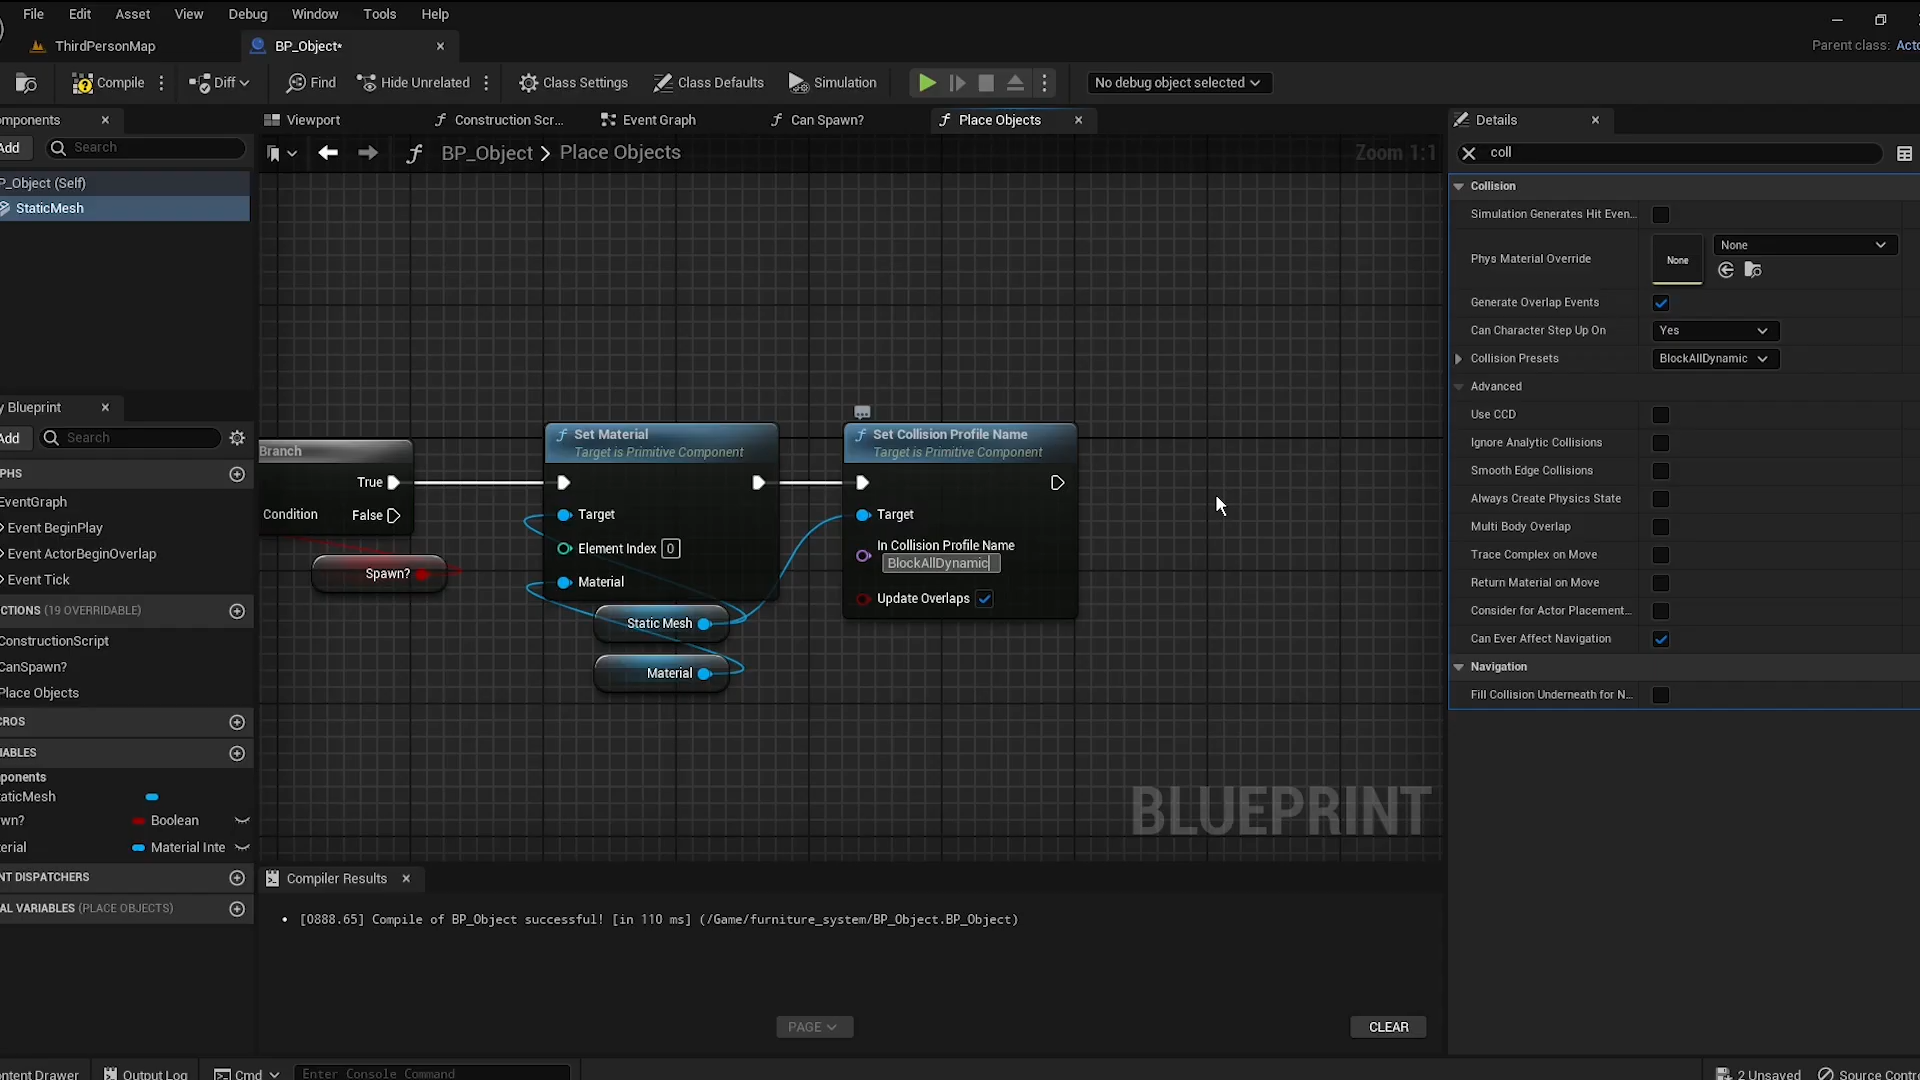 File Edit Asset View Debug Window Tools Help
ThirdPersonMap BP_Object* Parent class: Acto
Compile Diff Find Hide Unrelated Class Settings Class Defaults Simulation No debug object selected
omponents Viewport Construction Scr... Event Graph Can Spawn? Place Objects Details
Add Search BP_Object Place Objects Zoom 1:1 coll
P_Object (Self)
StaticMesh
Collision
Simulation Generates Hit Even...
Phys Material Override None None
Generate Overlap Events
Can Character Step Up On Yes
Collision Presets BlockAllDynamic
Advanced
Use CCD
Ignore Analytic Collisions
Smooth Edge Collisions
Always Create Physics State
Multi Body Overlap
Trace Complex on Move
Return Material on Move
Consider for Actor Placement...
Can Ever Affect Navigation
Navigation
Fill Collision Underneath for N...
Branch
True
Condition False
Spawn?
Set Material
Target is Primitive Component
Target
Element Index 0
Material
Static Mesh
Material
Set Collision Profile Name
Target is Primitive Component
Target
In Collision Profile Name
BlockAllDynamic
Update Overlaps
BLUEPRINT
y Blueprint
Add Search
PHS
EventGraph
Event BeginPlay
Event ActorBeginOverlap
Event Tick
CTIONS (19 OVERRIDABLE)
ConstructionScript
CanSpawn?
Place Objects
CROS
IABLES
ponents
taticMesh
wn? Boolean
terial Material Inte
NT DISPATCHERS
AL VARIABLES (PLACE OBJECTS)
Compiler Results
• [0888.65] Compile of BP_Object successful! [in 110 ms] (/Game/furniture_system/BP_Object.BP_Object)
PAGE CLEAR
ontent Drawer Output Log Cmd Enter Console Command 2 Unsaved Source Contro